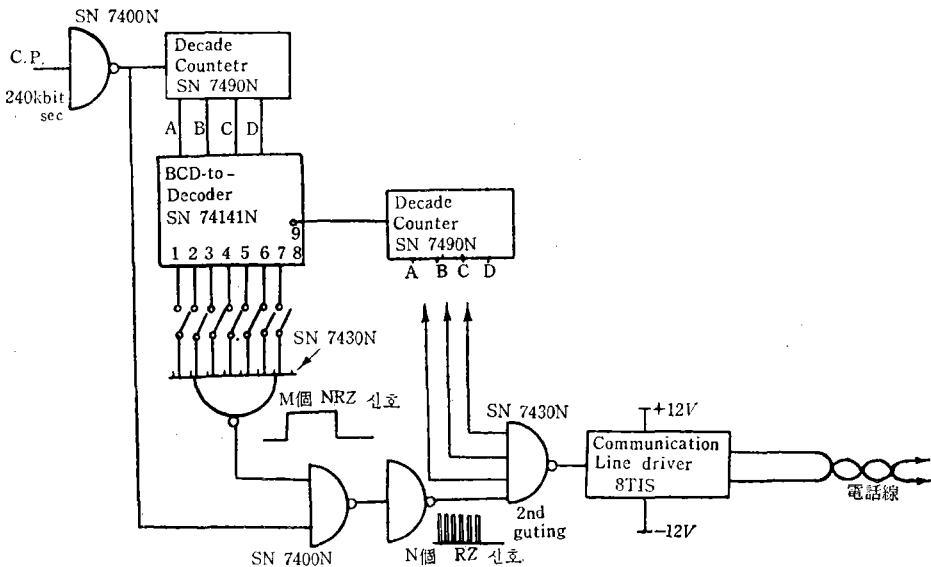 SN 7400N
C.P.
240kbit
sec
Decade
Countetr
SN 7490N
A B C D
BCD-to-
Decoder
SN 74141N
9
1 2 3 4 5 6 7 8
Decade
Counter
SN 7490N
A B C D
SN 7430N
M個 NRZ 신호
SN 7430N
+12V
Communication
Line driver
8TIS
-12V
電話線
2nd
guting
SN 7400N
N個 RZ 신호